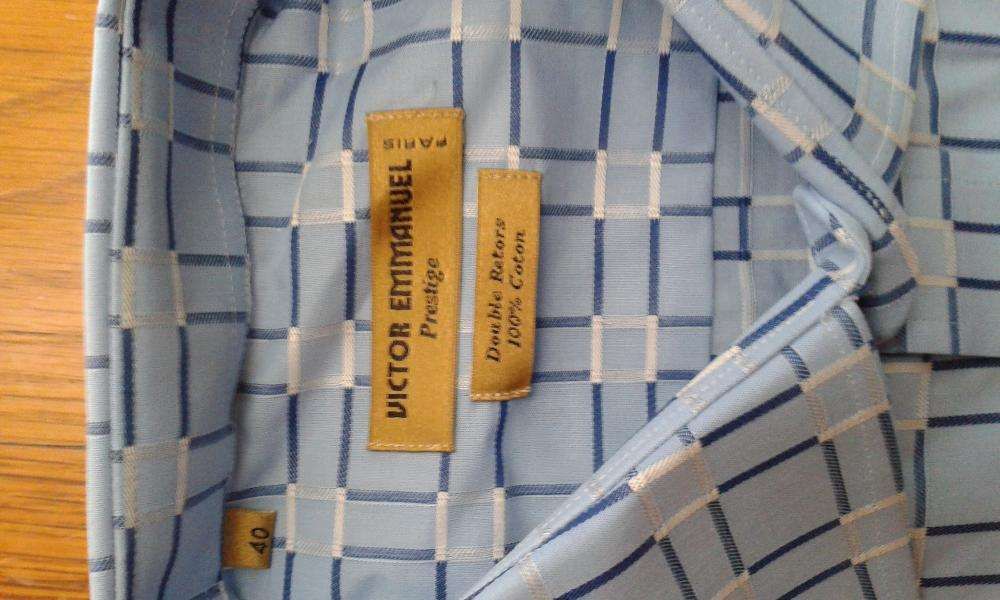 VICTOR EMMANUEL
Prestige
PARIS
Double Retors
100% Coton
40